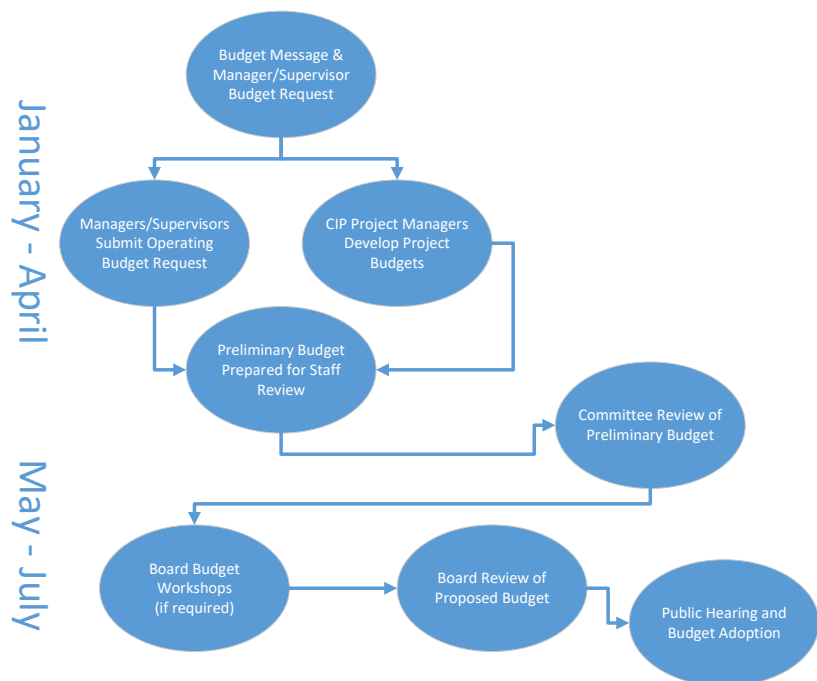 Budget Message &
Manager/Supervisor
Budget Request
January - April
Managers/Supervisors
Submit Operating
Budget Request
CIP Project Managers
Develop Project
Budgets
Preliminary Budget
Prepared for Staff
Review
Committee Review of
Preliminary Budget
May - July
Board Budget
Workshops
(if required)
Board Review of
Proposed Budget
Public Hearing and
Budget Adoption